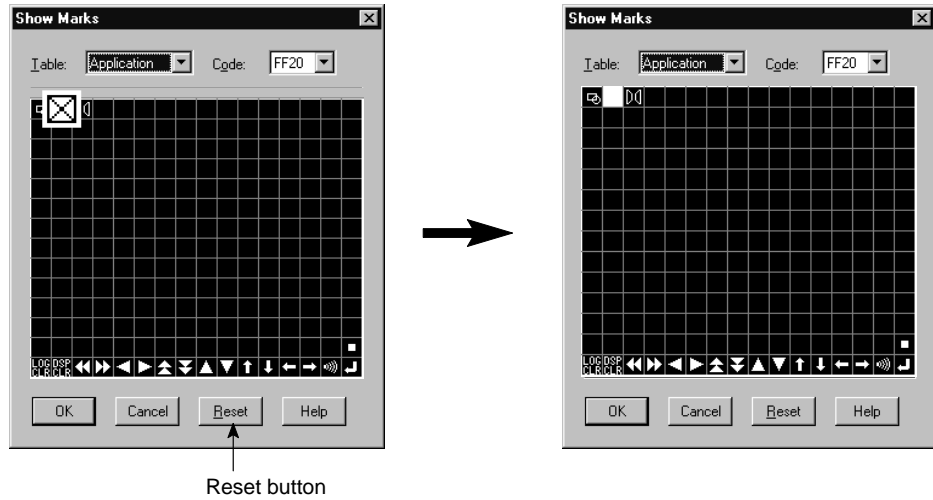 Show Marks
Table: Application Code: FF20
LOG CLR DSP CLR
OK Cancel Reset Help
Reset button
Show Marks
Table: Application Code: FF20
LOG CLR DSP CLR
OK Cancel Reset Help